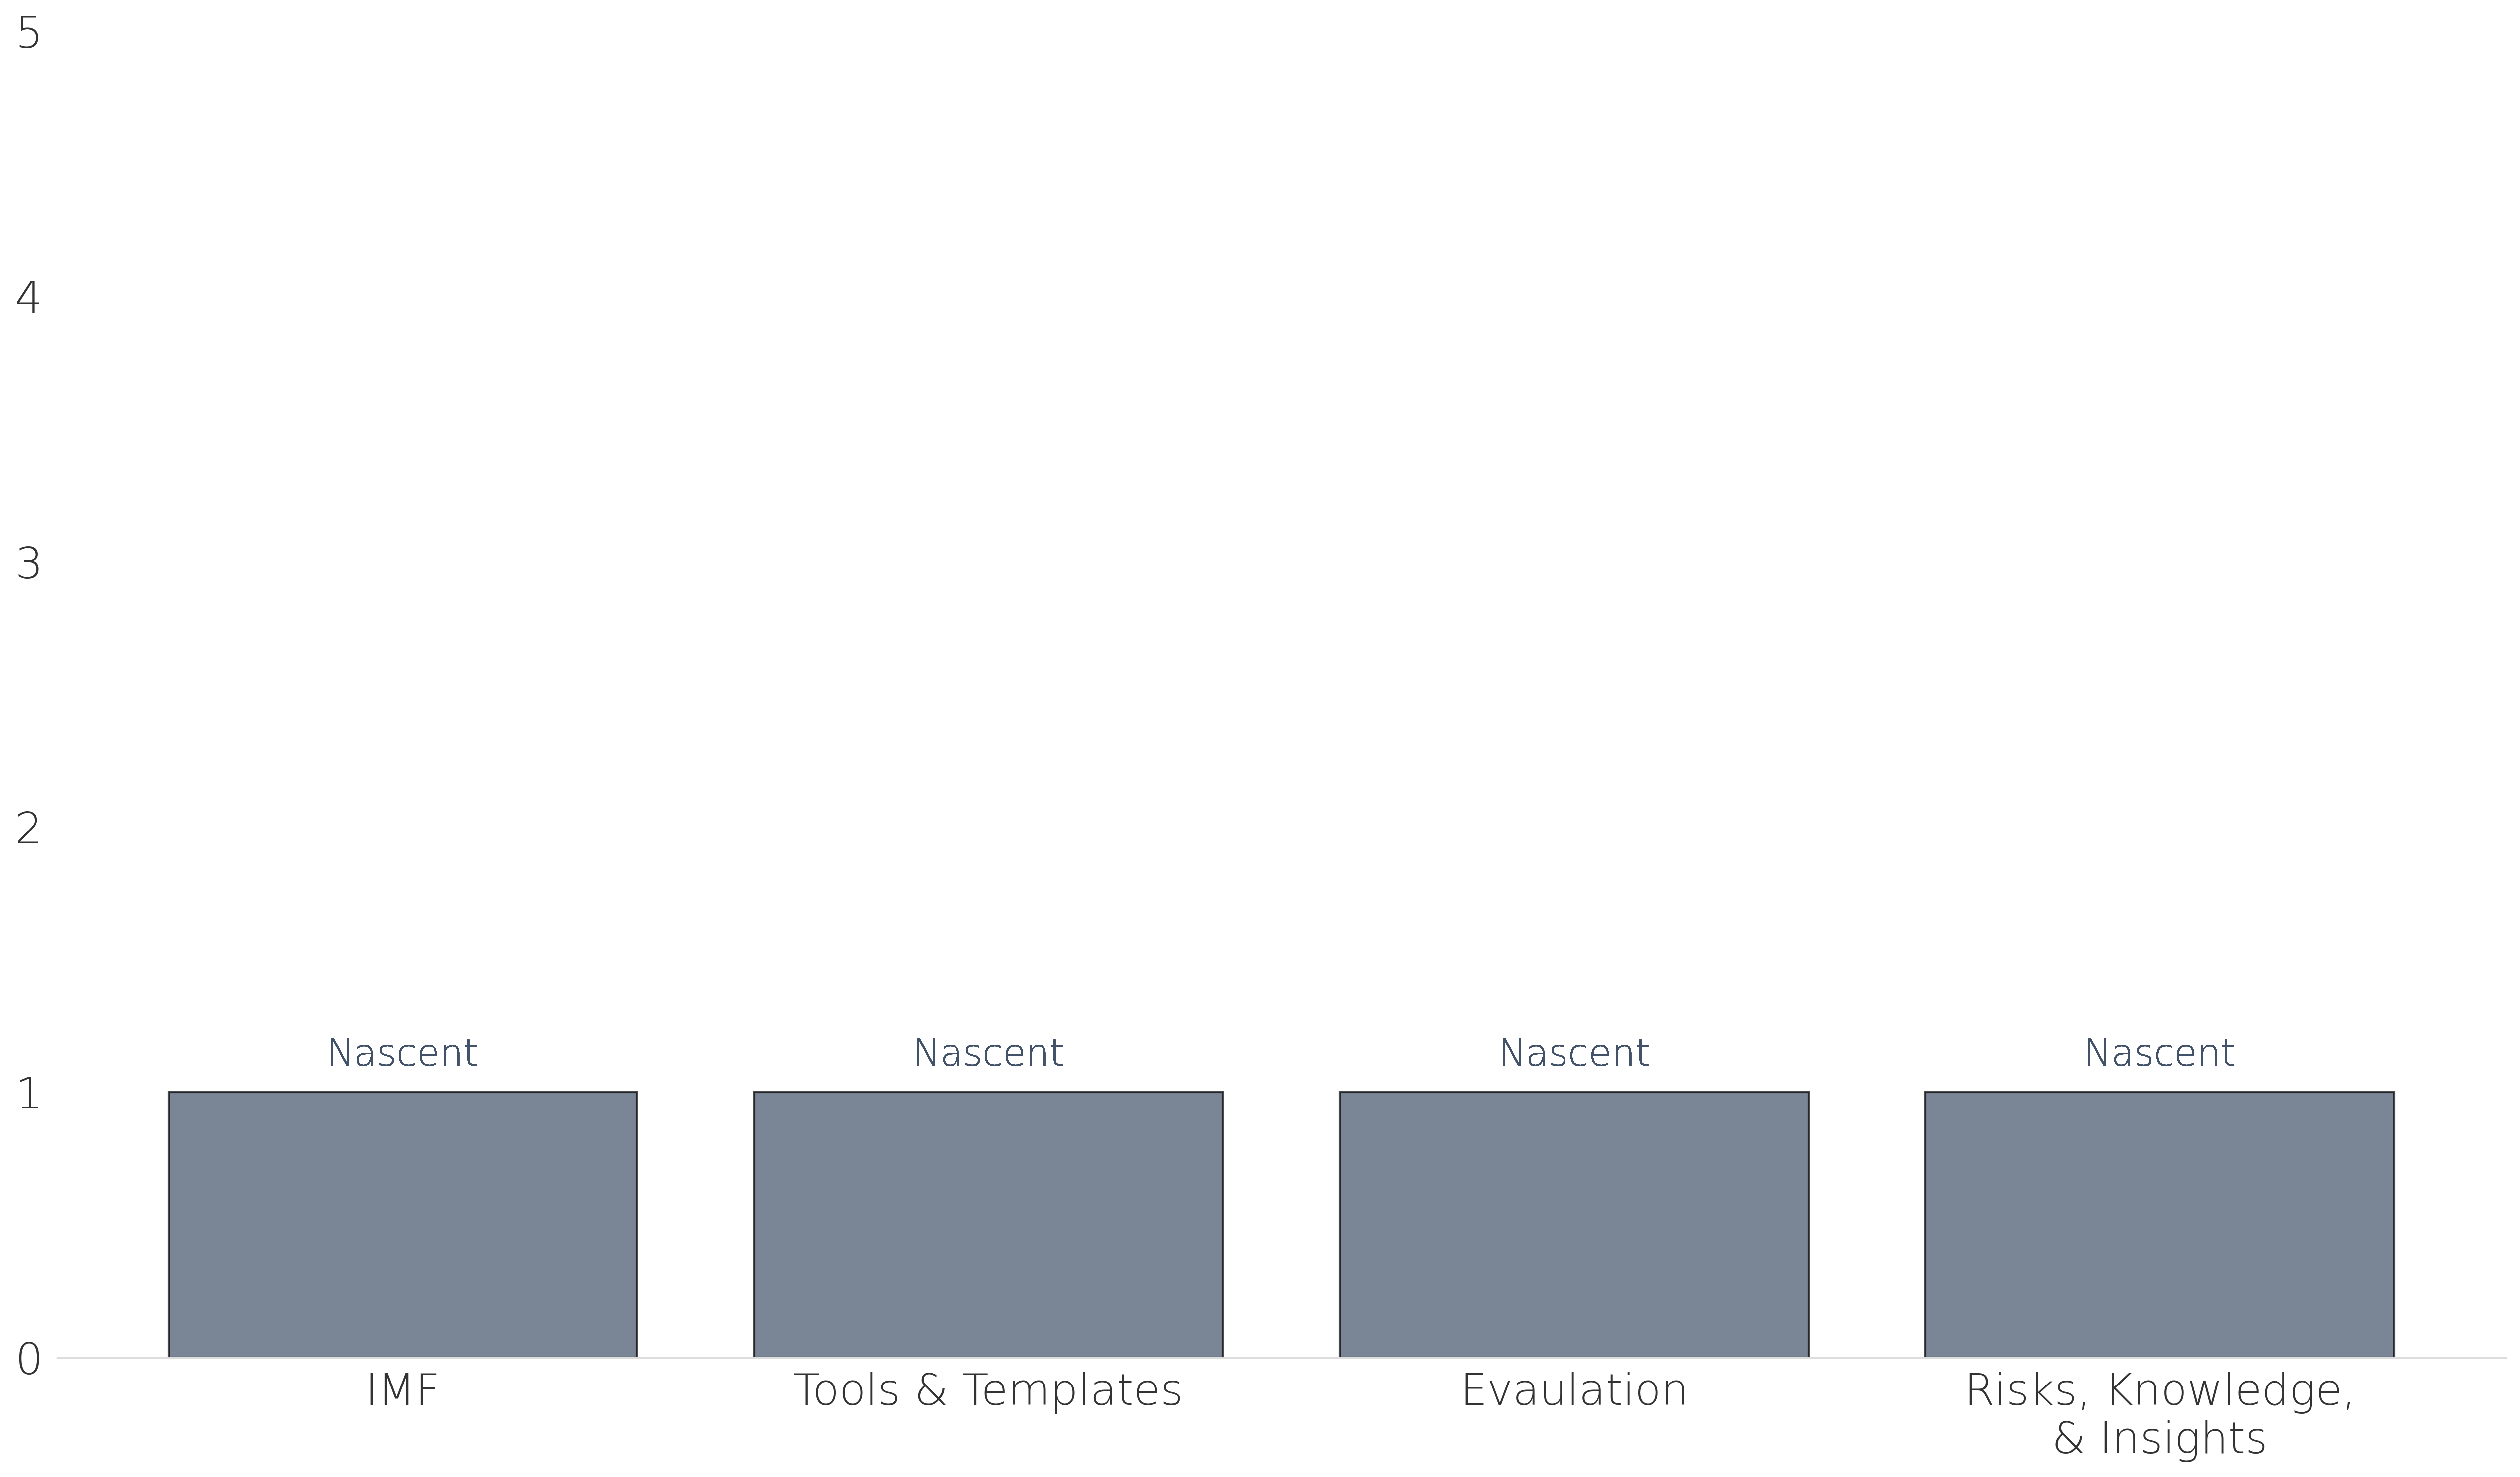 5
4
3
2
1
0
Nascent
Nascent
Nascent
Nascent
IMF
Tools & Templates
Evaulation
Risks, Knowledge,
& Insights